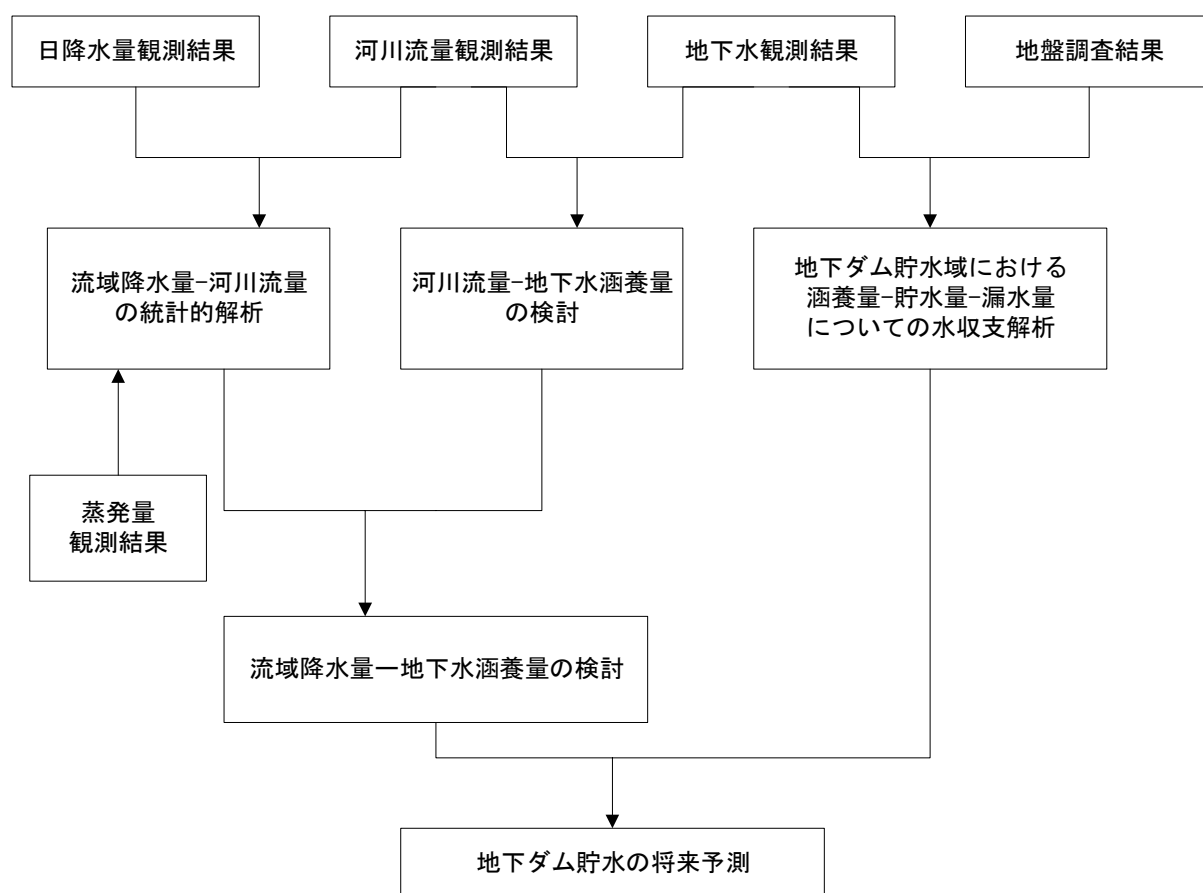 日降水量観測結果
河川流量観測結果
地下水観測結果
地盤調査結果
流域降水量-河川流量
の統計的解析
河川流量-地下水涵養量
の検討
地下ダム貯水域における
涵養量-貯水量-漏水量
についての水収支解析
蒸発量
観測結果
流域降水量ー地下水涵養量の検討
地下ダム貯水の将来予測